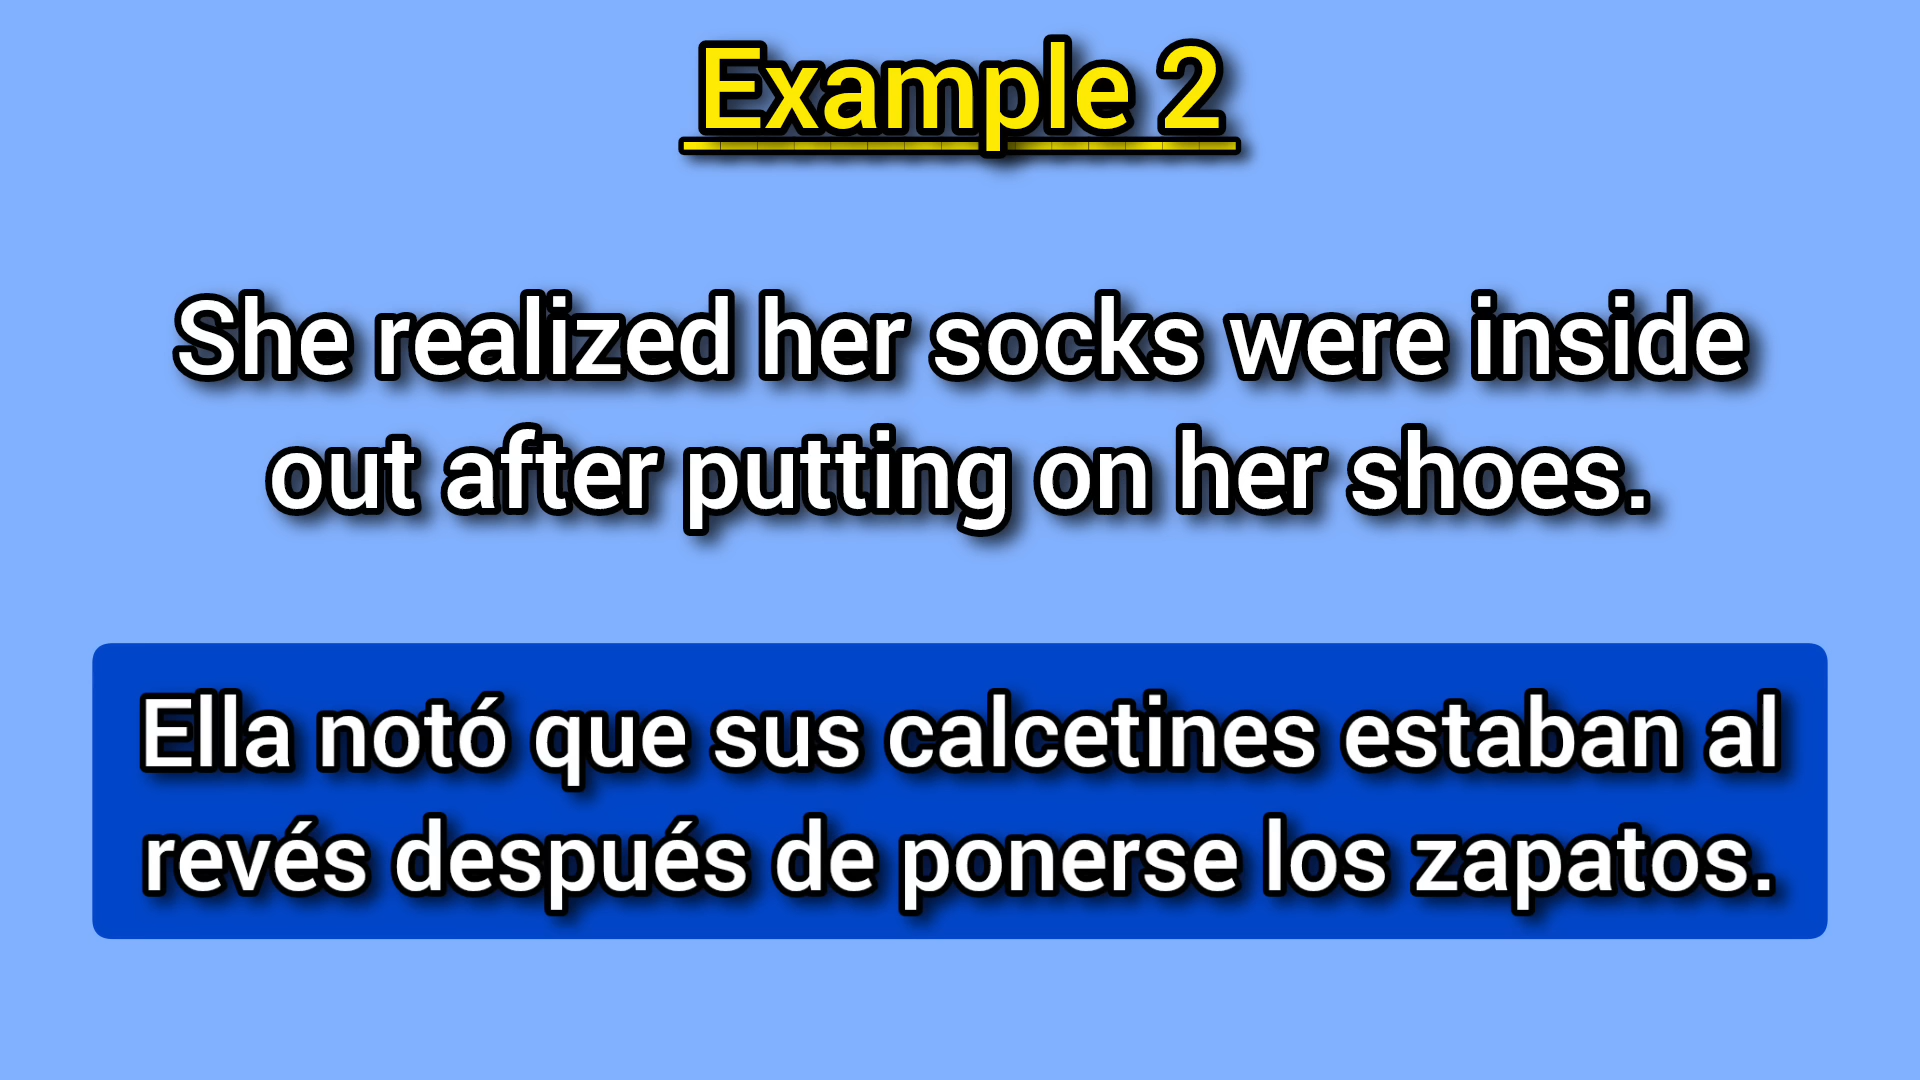 Example 2
She realized her socks were inside
out after putting on her shoes.
Ella notó que sus calcetines estaban al
revés después de ponerse los zapatos.